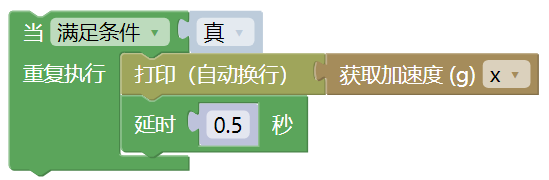 当 满足条件 真
重复执行 打印（自动换行） 获取加速度 (g) x
延时 0.5 秒